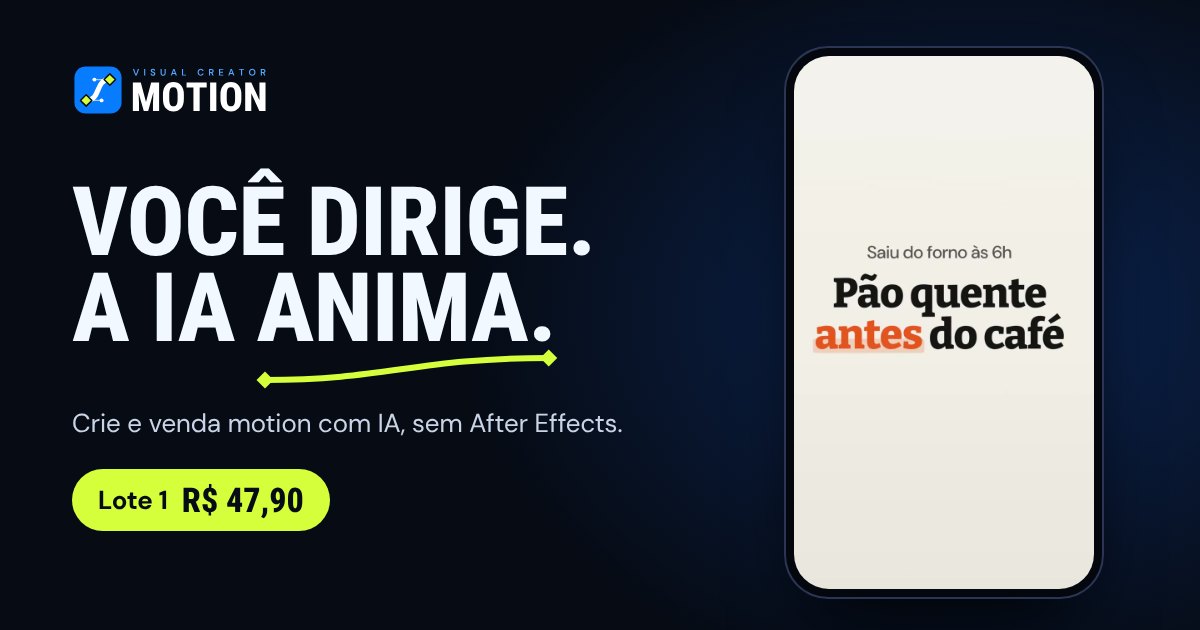 VISUAL CREATOR
MOTION
VOCÊ DIRIGE.
A IA ANIMA.
Crie e venda motion com IA, sem After Effects.
Lote 1 R$ 47,90
Saiu do forno às 6h
Pão quente
antes do café